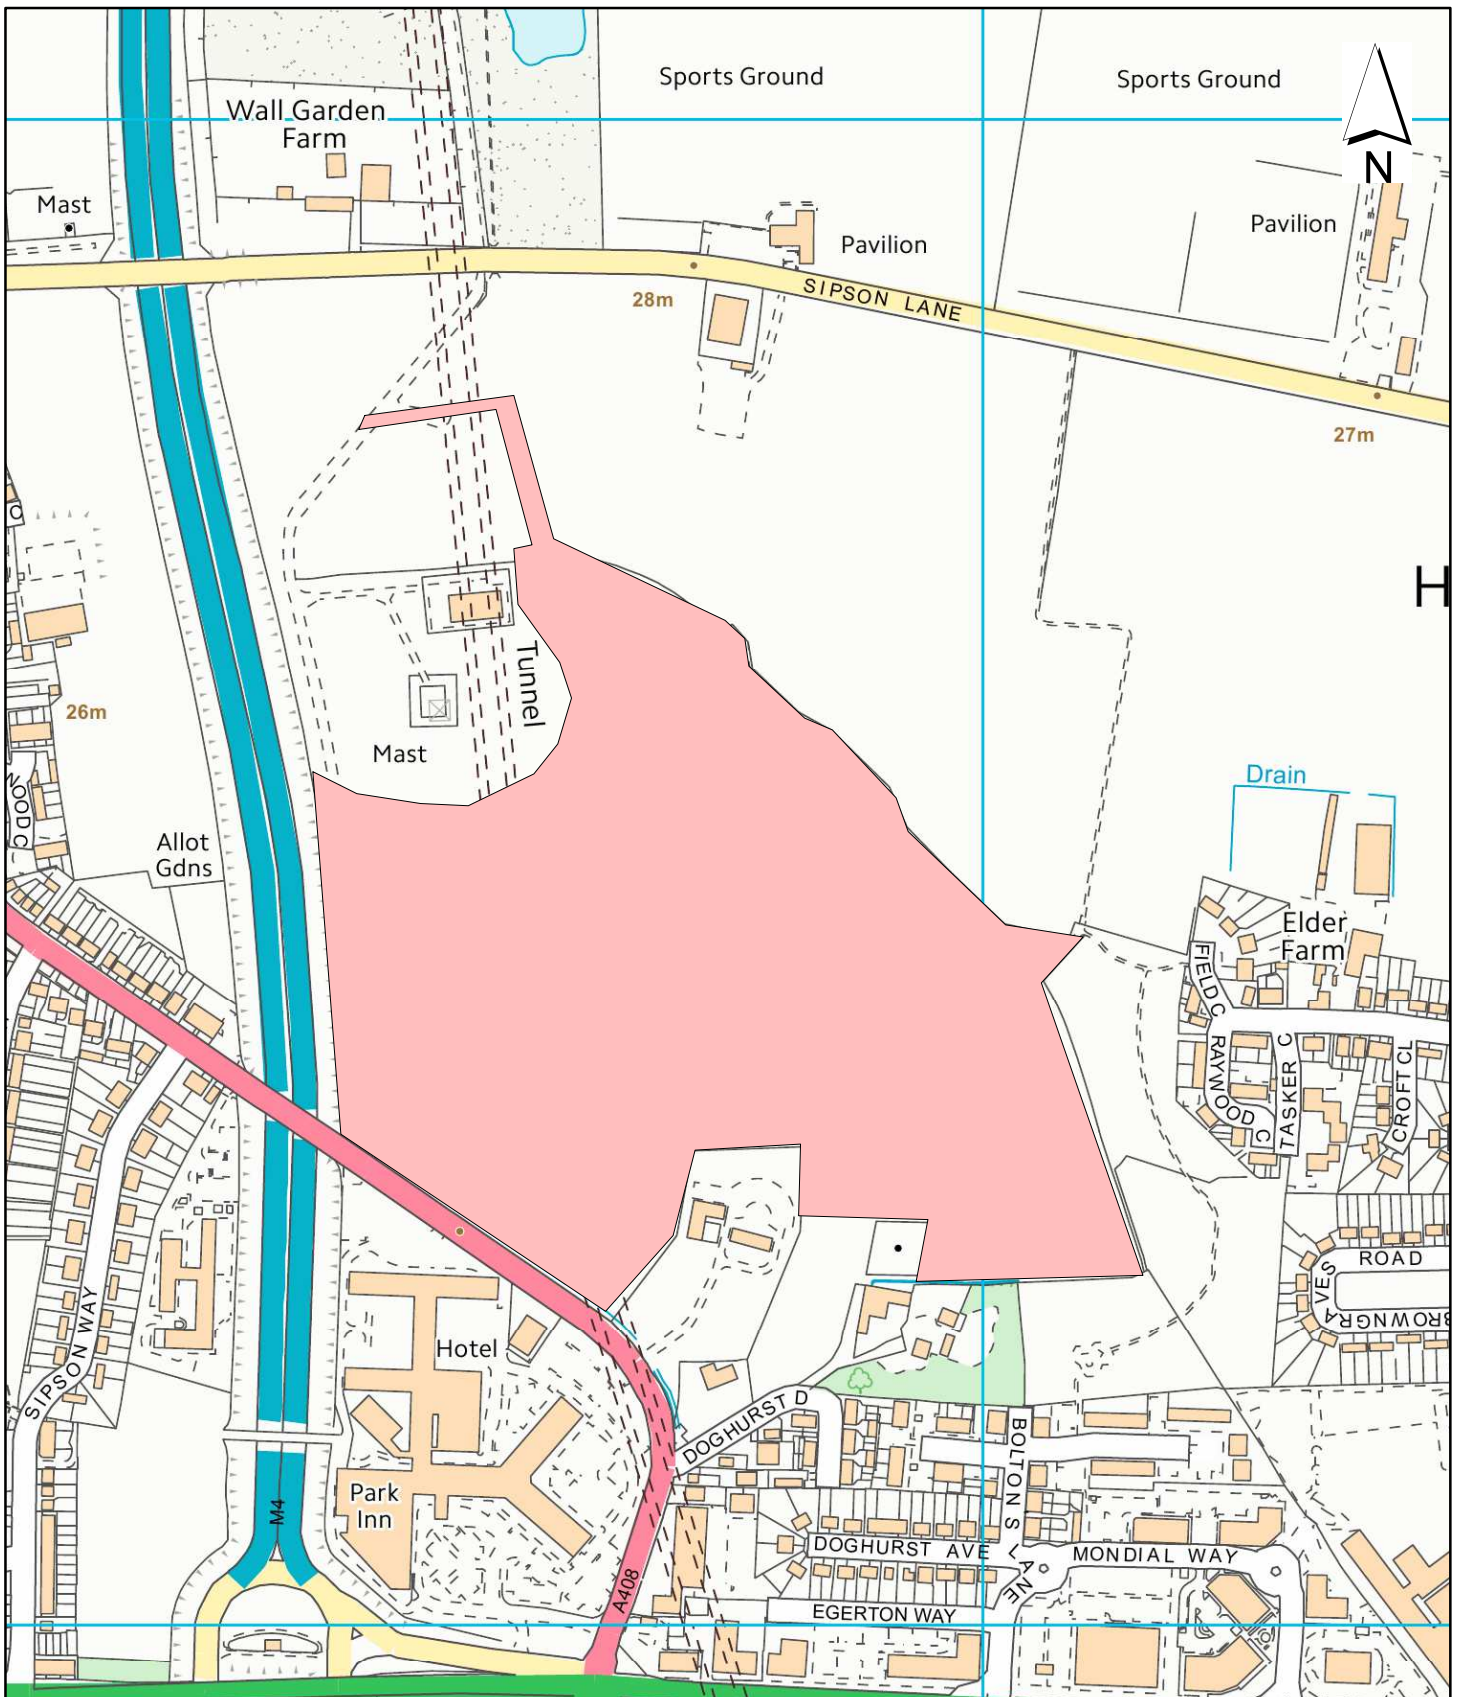 Sports Ground
Sports Ground
Wall Garden
Farm
N
Mast
Pavilion
Pavilion
SIPSON LANE
28m
27m
C
H
Tunnel
26m
Mast
Drain
NOOD C
Allot
Gdns
Elder
Farm
FIELD C
RAYWOOD C
TASKER C
CROFT CL
ROAD
BROWNGRAVES
SIPSON WAY
Hotel
DOGHURST D
BOLTONS LANE
Park
Inn
M4
DOGHURST AVE
MONDIAL WAY
A408
EGERTON WAY